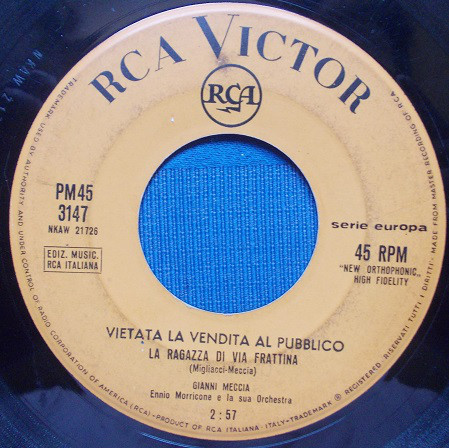 RCA VICTOR
RCA
PM45
3147
NKAW 21726
EDIZ. MUSIC.
RCA ITALIANA
serie europa
45 RPM
"NEW ORTHOPHONIC„
HIGH FIDELITY
VIETATA LA VENDITA AL PUBBLICO
LA RAGAZZA DI VIA FRATTINA
(Migliacci-Meccia)
GIANNI MECCIA
Ennio Morricone e la sua Orchestra
2:57
TRADEMARK USED BY AUTHORITY AND UNDER CONTROL OF RADIO CORPORATION OF AMERICA (RCA)-PRODUCT OF RCA ITALIANA-ITALY-TRADEMARK ® REGISTERED-RISERVATI TUTTI I DIRITTI-MADE FROM MASTER RECORDING OF RCA